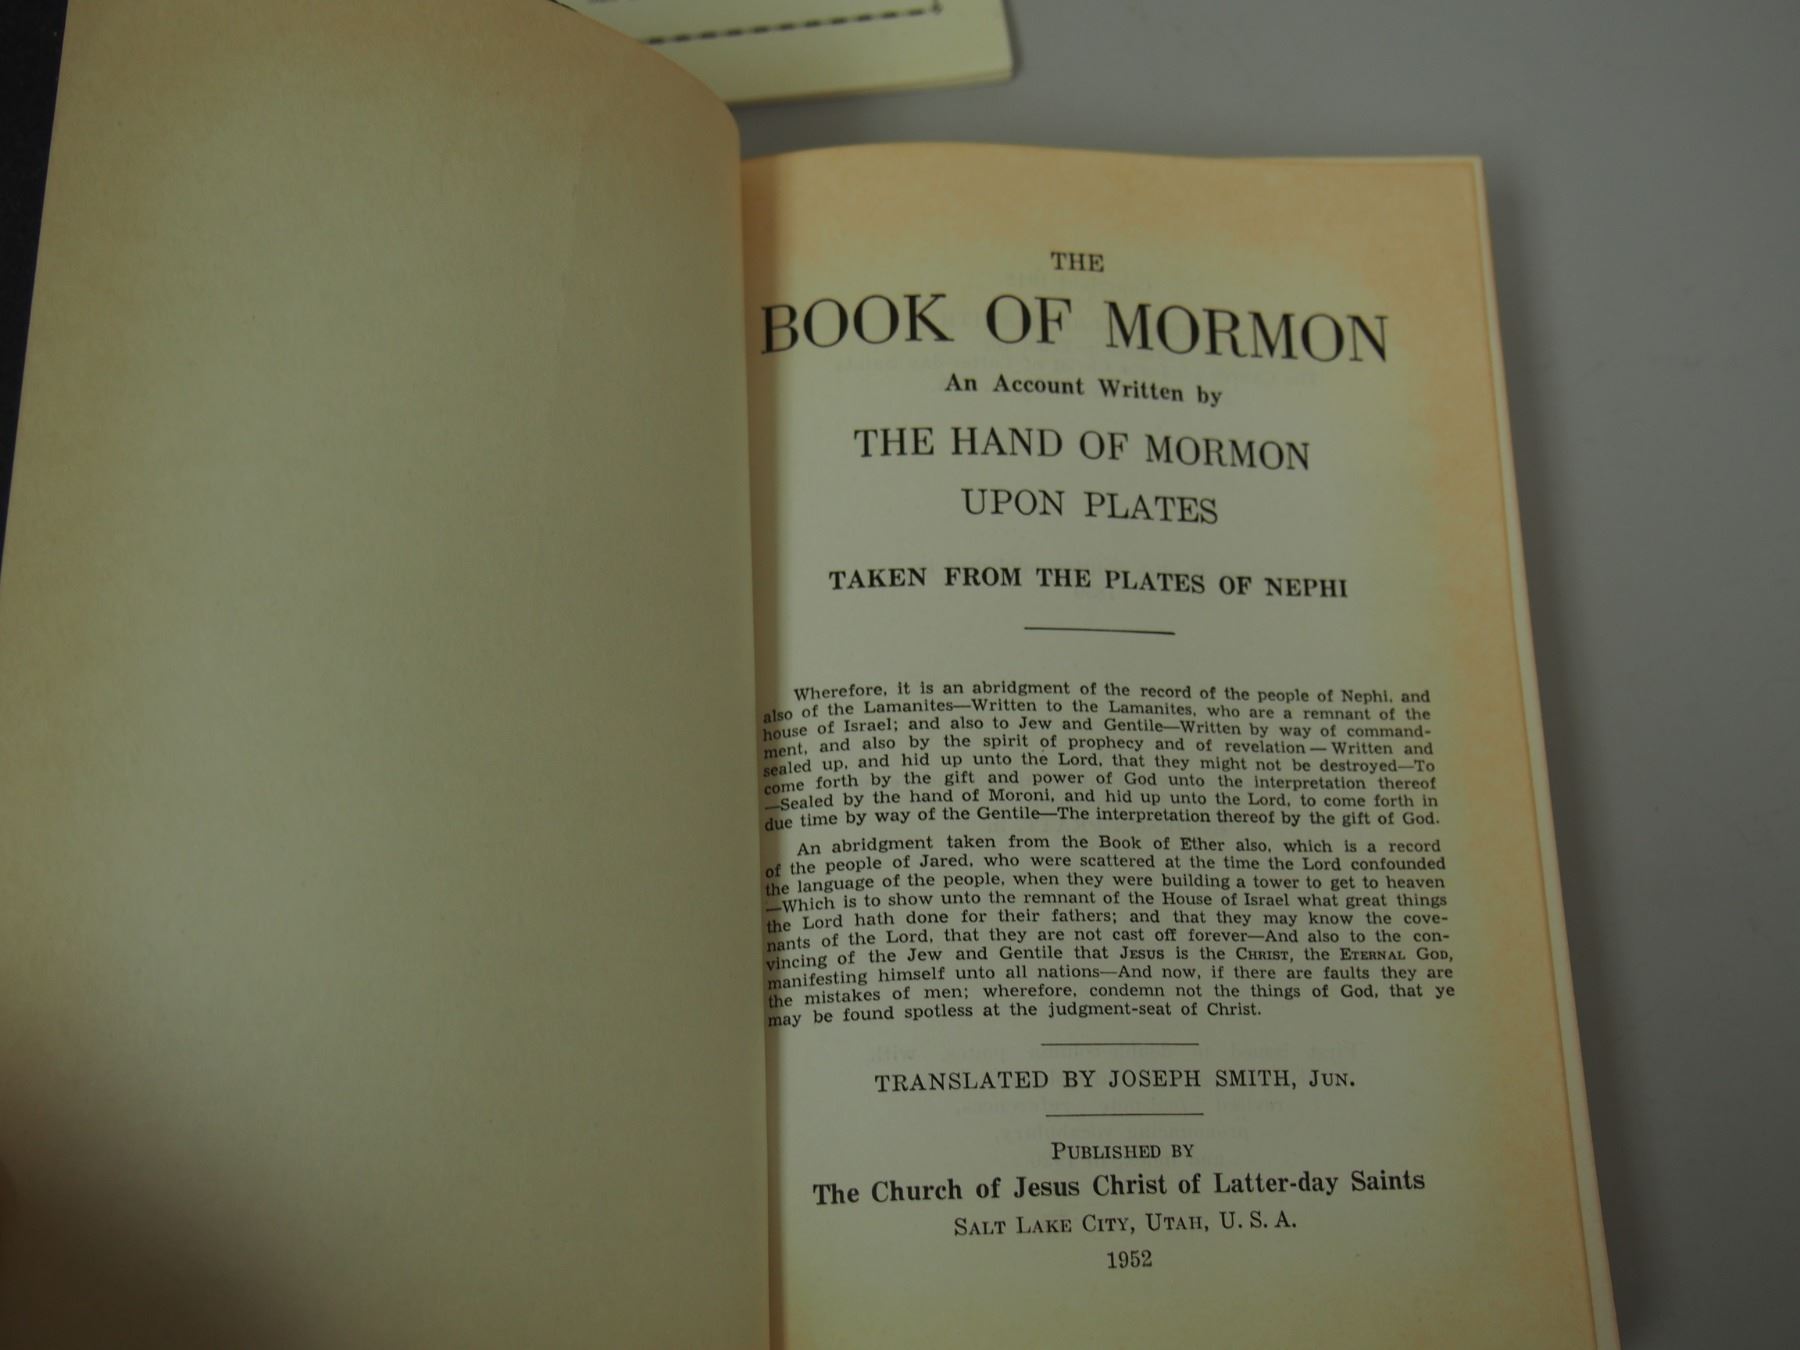 THE
BOOK OF MORMON
An Account Written by
THE HAND OF MORMON
UPON PLATES
TAKEN FROM THE PLATES OF NEPHI
Wherefore, it is an abridgment of the record of the people of Nephi, and
also of the Lamanites—Written to the Lamanites, who are a remnant of the
house of Israel; and also to Jew and Gentile—Written by way of command-
ment, and also by the spirit of prophecy and of revelation—Written and
sealed up, and hid up unto the Lord, that they might not be destroyed—To
come forth by the gift and power of God unto the interpretation thereof
—Sealed by the hand of Moroni, and hid up unto the Lord, to come forth in
due time by way of the Gentile—The interpretation thereof by the gift of God.
An abridgment taken from the Book of Ether also, which is a record
of the people of Jared, who were scattered at the time the Lord confounded
the language of the people, when they were building a tower to get to heaven
—Which is to show unto the remnant of the House of Israel what great things
the Lord hath done for their fathers; and that they may know the cove-
nants of the Lord, that they are not cast off forever—And also to the con-
vincing of the Jew and Gentile that JESUS is the CHRIST, the ETERNAL GOD,
manifesting himself unto all nations—And now, if there are faults they are
the mistakes of men; wherefore, condemn not the things of God, that ye
may be found spotless at the judgment-seat of Christ.
TRANSLATED BY JOSEPH SMITH, JUN.
PUBLISHED BY
The Church of Jesus Christ of Latter-day Saints
SALT LAKE CITY, UTAH, U. S. A.
1952